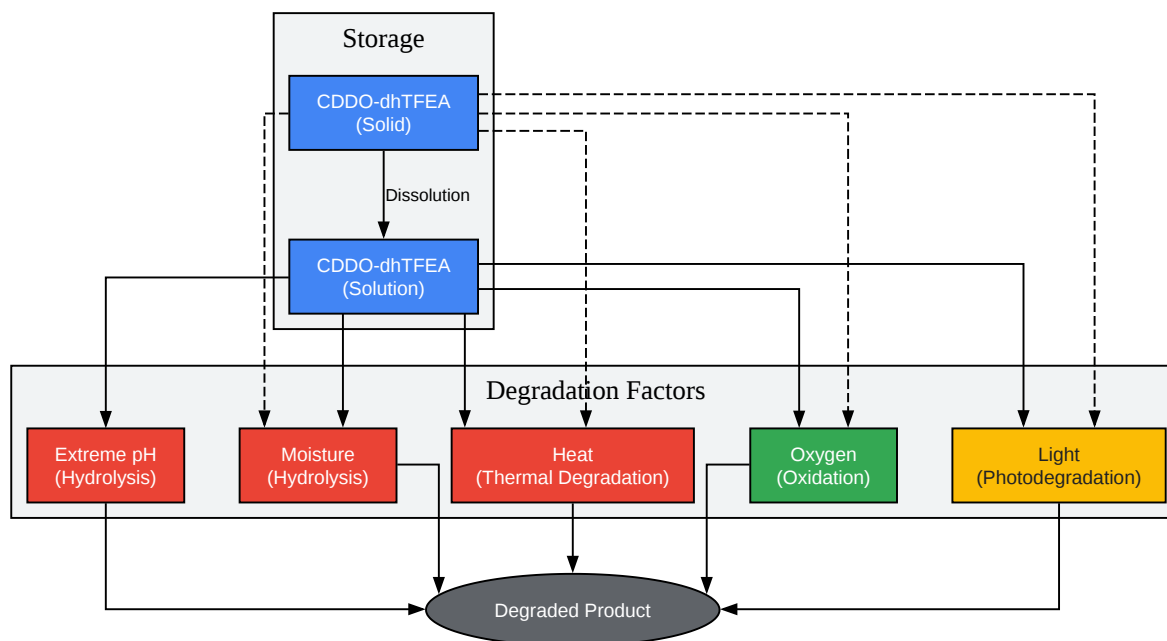 Storage
CDDO-dhTFEA
(Solid)
Dissolution
CDDO-dhTFEA
(Solution)
Degradation Factors
Extreme pH
(Hydrolysis)
Moisture
(Hydrolysis)
Heat
(Thermal Degradation)
Oxygen
(Oxidation)
Light
(Photodegradation)
Degraded Product